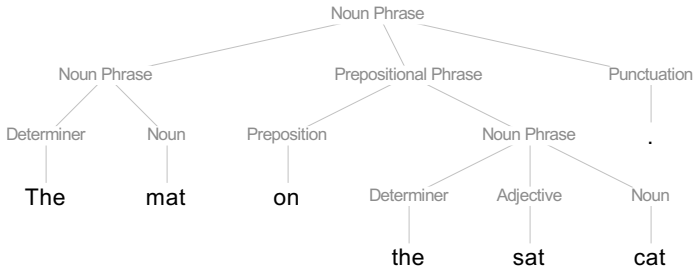 Noun Phrase
Noun Phrase Prepositional Phrase Punctuation
Determiner Noun Preposition Noun Phrase .
The mat on Determiner Adjective Noun
the sat cat